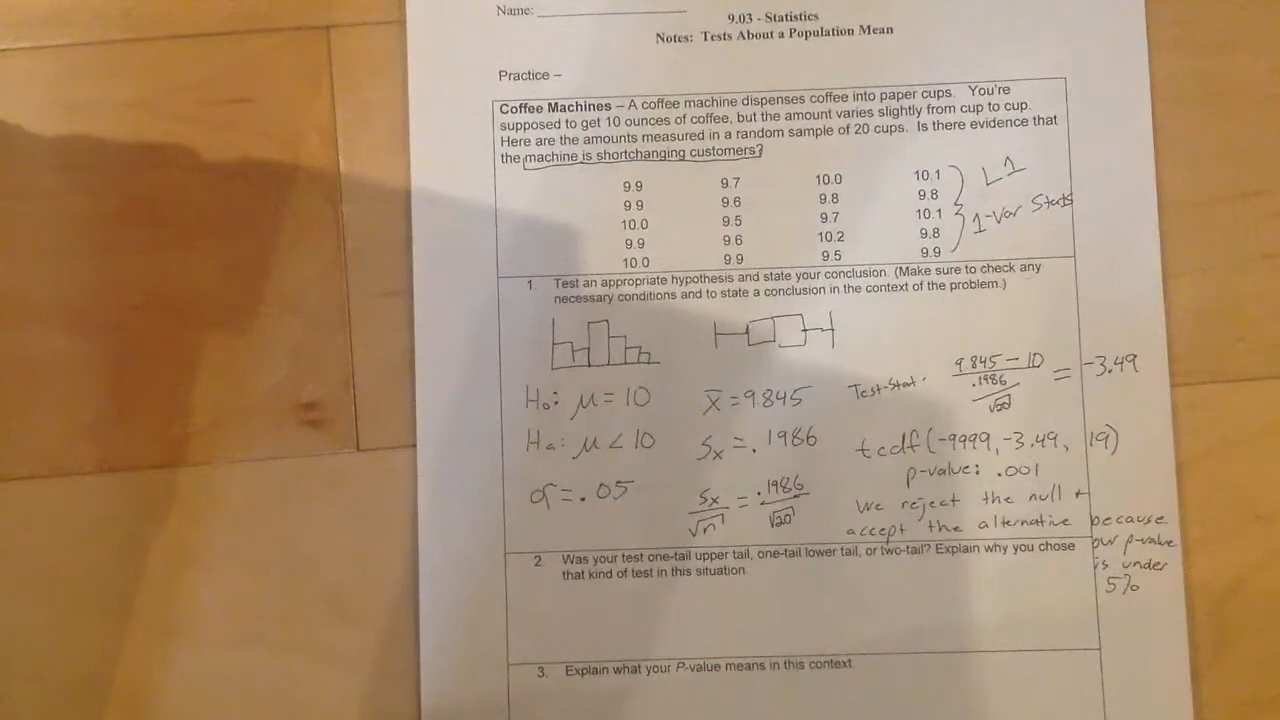 Name:
9.03 - Statistics
Notes: Tests About a Population Mean
Practice –
Coffee Machines – A coffee machine dispenses coffee into paper cups. You're
supposed to get 10 ounces of coffee, but the amount varies slightly from cup to cup.
Here are the amounts measured in a random sample of 20 cups. Is there evidence that
the machine is shortchanging customers?
9.9 9.7 10.0 10.1
9.9 9.6 9.8 9.8
10.0 9.5 9.7 10.1
9.9 9.6 10.2 9.8
10.0 9.9 9.5 9.9
L1
1-Var Stats
1. Test an appropriate hypothesis and state your conclusion. (Make sure to check any
necessary conditions and to state a conclusion in the context of the problem.)
H₀: μ = 10
Hₐ: μ < 10
σ = .05
x̅ = 9.845
Sx = .1986
Sx/√n = .1986/√20
Test-Stat: (9.845 – 10)/(.1986/√20) = -3.49
tcdf(-9999, -3.49, 19)
p-value: .001
We reject the null +
accept the alternative because
our p-value
is under
5%
2. Was your test one-tail upper tail, one-tail lower tail, or two-tail? Explain why you chose
that kind of test in this situation.
3. Explain what your P-value means in this context.